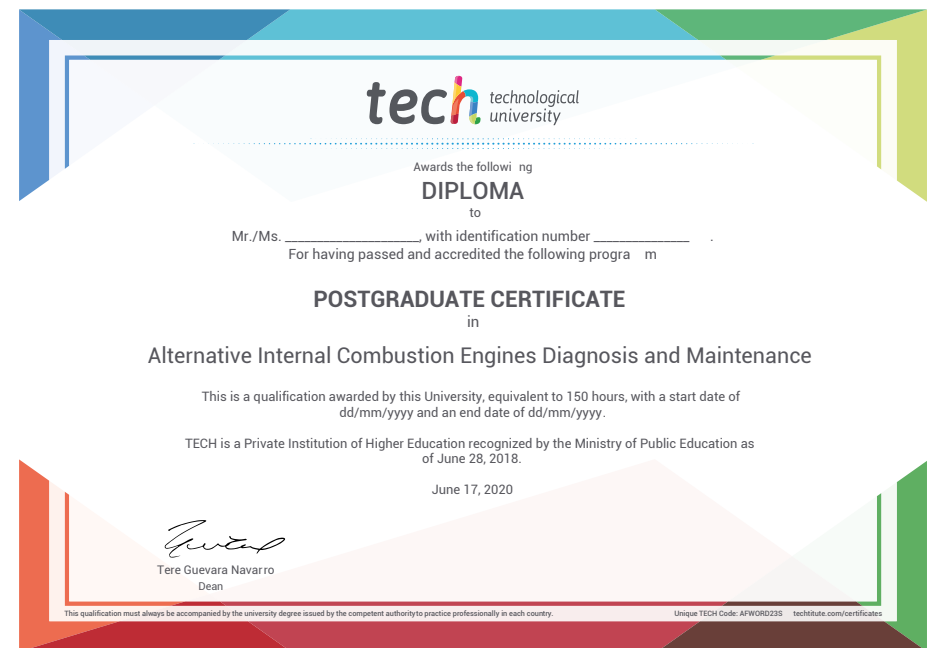 tech technological
university
Awards the followi ng
DIPLOMA
to
Mr./Ms. ____________________, with identification number ______________ .
For having passed and accredited the following progra m
POSTGRADUATE CERTIFICATE
in
Alternative Internal Combustion Engines Diagnosis and Maintenance
This is a qualification awarded by this University, equivalent to 150 hours, with a start date of
dd/mm/yyyy and an end date of dd/mm/yyyy.
TECH is a Private Institution of Higher Education recognized by the Ministry of Public Education as
of June 28, 2018.
June 17, 2020
Tere Guevara Navarro
Dean
This qualification must always be accompanied by the university degree issued by the competent authorityto practice professionally in each country.
Unique TECH Code: AFWORD23S techtitute.com/certificates